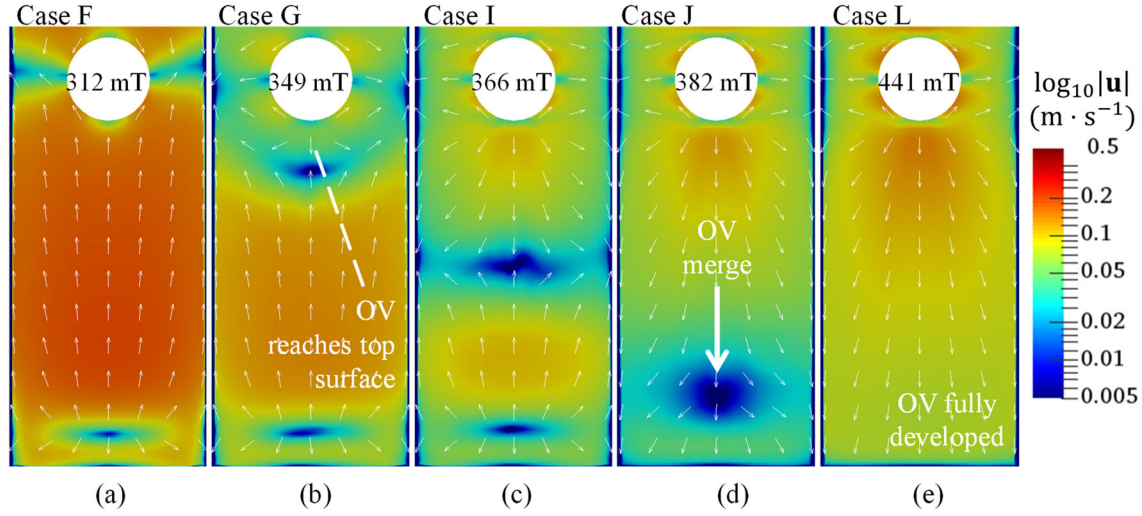 Case F
Case G
Case I
Case J
Case L
312 mT
349 mT
366 mT
382 mT
441 mT
OV
reaches top
surface
OV
merge
OV fully
developed
log₁₀|u|
(m · s⁻¹)
0.5
0.2
0.1
0.05
0.02
0.01
0.005
(a)
(b)
(c)
(d)
(e)